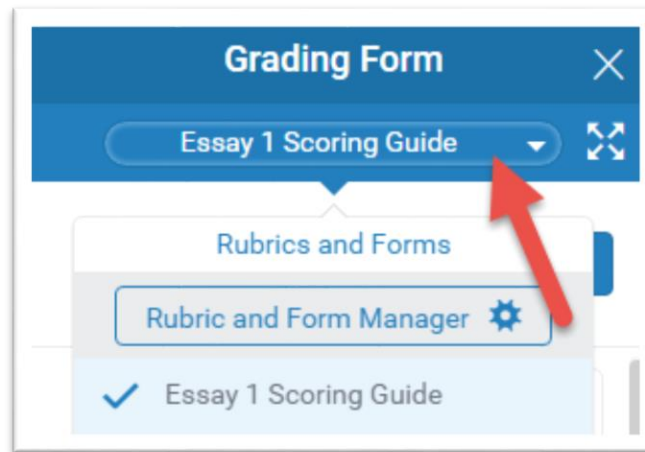 Grading Form
Essay 1 Scoring Guide
Rubrics and Forms
Rubric and Form Manager
Essay 1 Scoring Guide